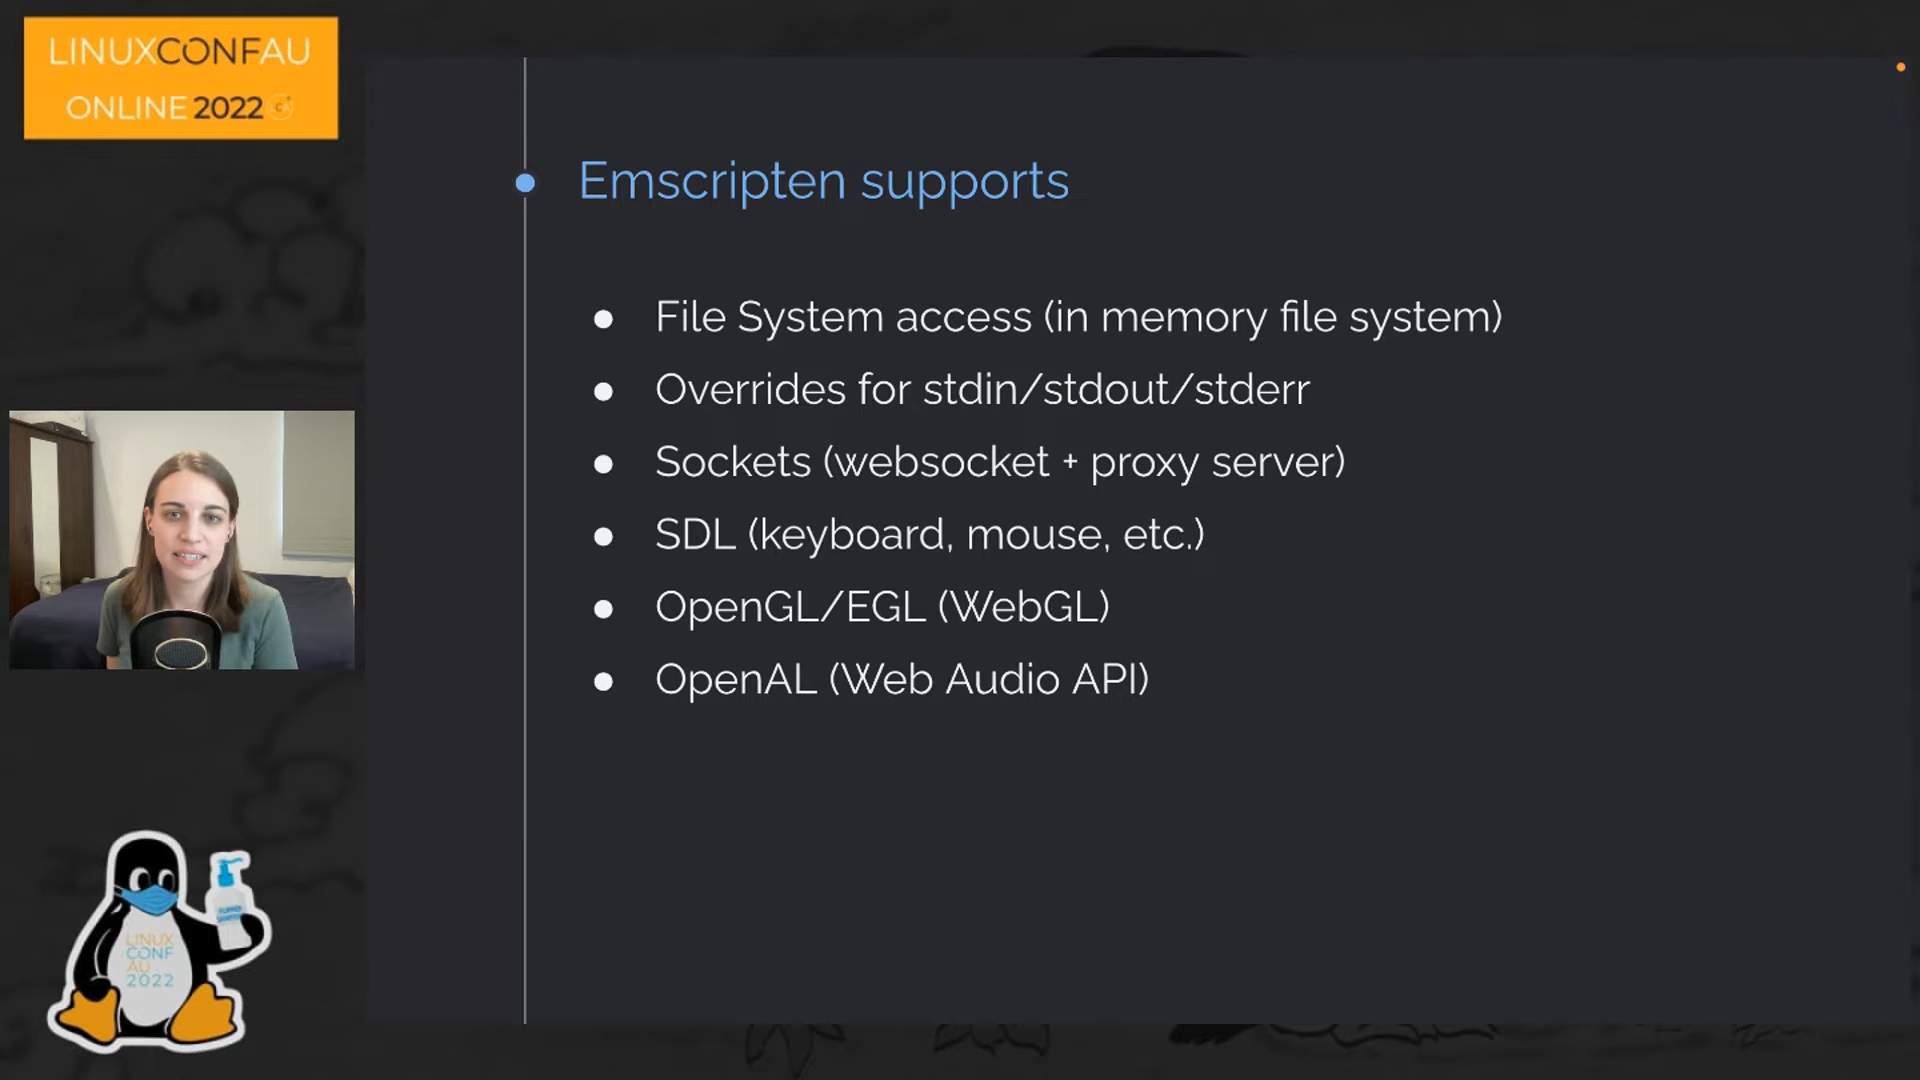 LINUXCONFAU
ONLINE 2022
Emscripten supports
● File System access (in memory file system)
● Overrides for stdin/stdout/stderr
● Sockets (websocket + proxy server)
● SDL (keyboard, mouse, etc.)
● OpenGL/EGL (WebGL)
● OpenAL (Web Audio API)
LINUX
CONF
AU
2022